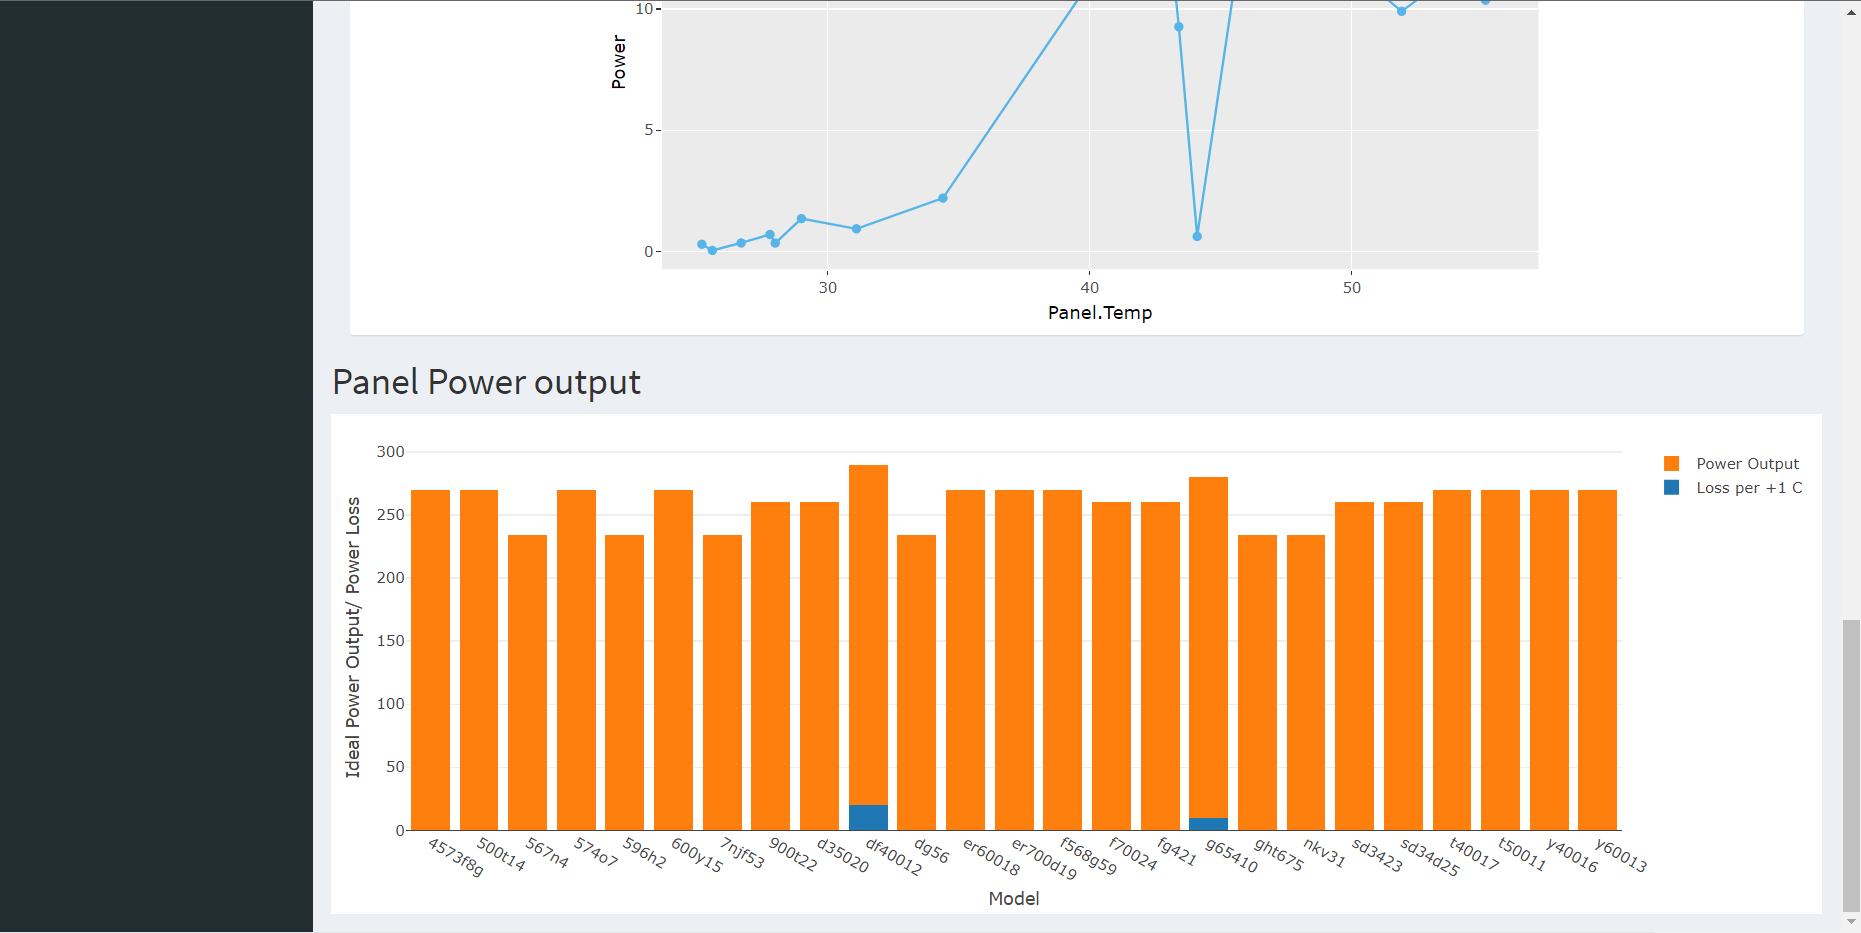 10
Power
5
0
30 40 50
Panel.Temp
Panel Power output
300
250
200
150
100
50
0
Ideal Power Output/ Power Loss
Power Output
Loss per +1 C
4573f8g 500t14 567n4 574o7 596h2 600y15 7njf53 900t22 d35020 df40012 dg56 er60018 er700d19 f568g59 f70024 fg421 g65410 ght675 nkv31 sd3423 sd34d25 t40017 t50011 y40016 y60013
Model